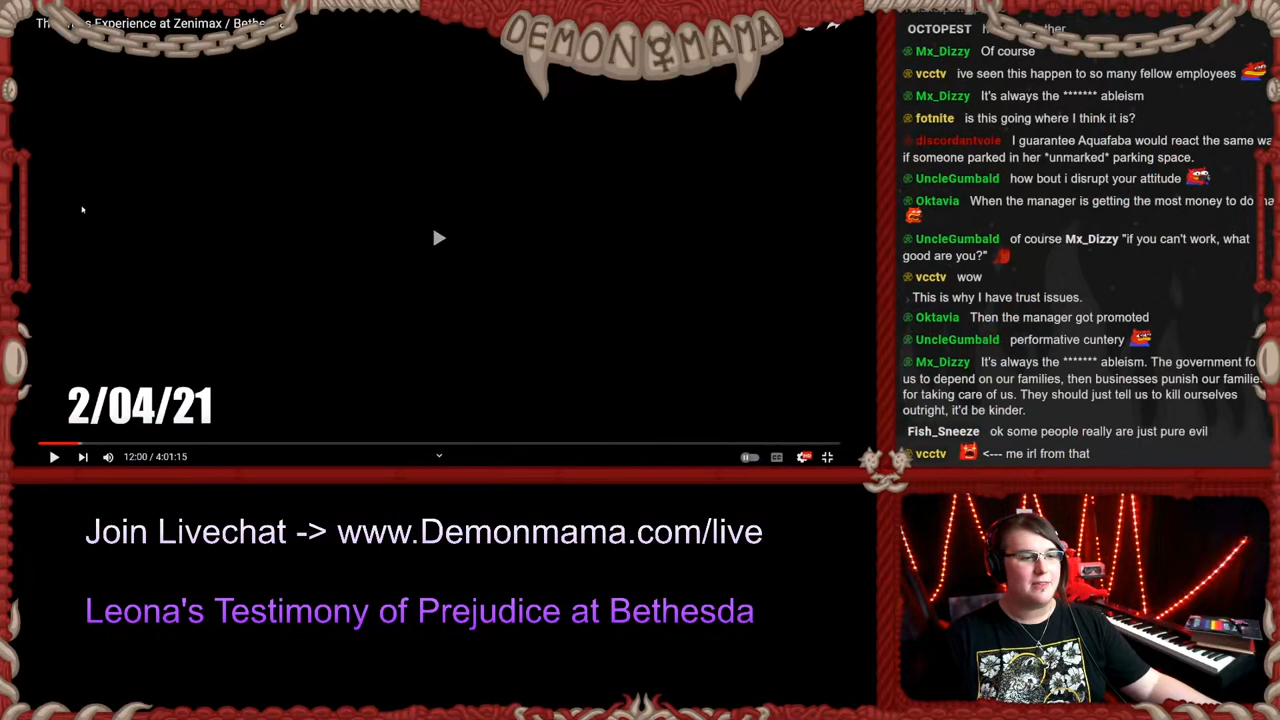 Experience at Zenimax /
DEMON MAMA
OCTOPEST
Mx_Dizzy Of course
vcctv ive seen this happen to so many fellow employees
Mx_Dizzy It's always the ******* ableism
fotnite is this going where I think it is?
discordantvoie I guarantee Aquafaba would react the same
if someone parked in her *unmarked* parking space.
UncleGumbald how bout i disrupt your attitude
Oktavia When the manager is getting the most money to do
UncleGumbald of course Mx_Dizzy "if you can't work, what
good are you?"
vcctv wow
This is why I have trust issues.
Oktavia Then the manager got promoted
UncleGumbald performative cuntery
Mx_Dizzy It's always the ******* ableism. The government
us to depend on our families, then businesses punish our
for taking care of us. They should just tell us to kill ourselves
outright, it'd be kinder.
Fish_Sneeze ok some people really are just pure evil
vcctv <--- me irl from that
2/04/21
12:00 / 4:01:15
Join Livechat -> www.Demonmama.com/live
Leona's Testimony of Prejudice at Bethesda